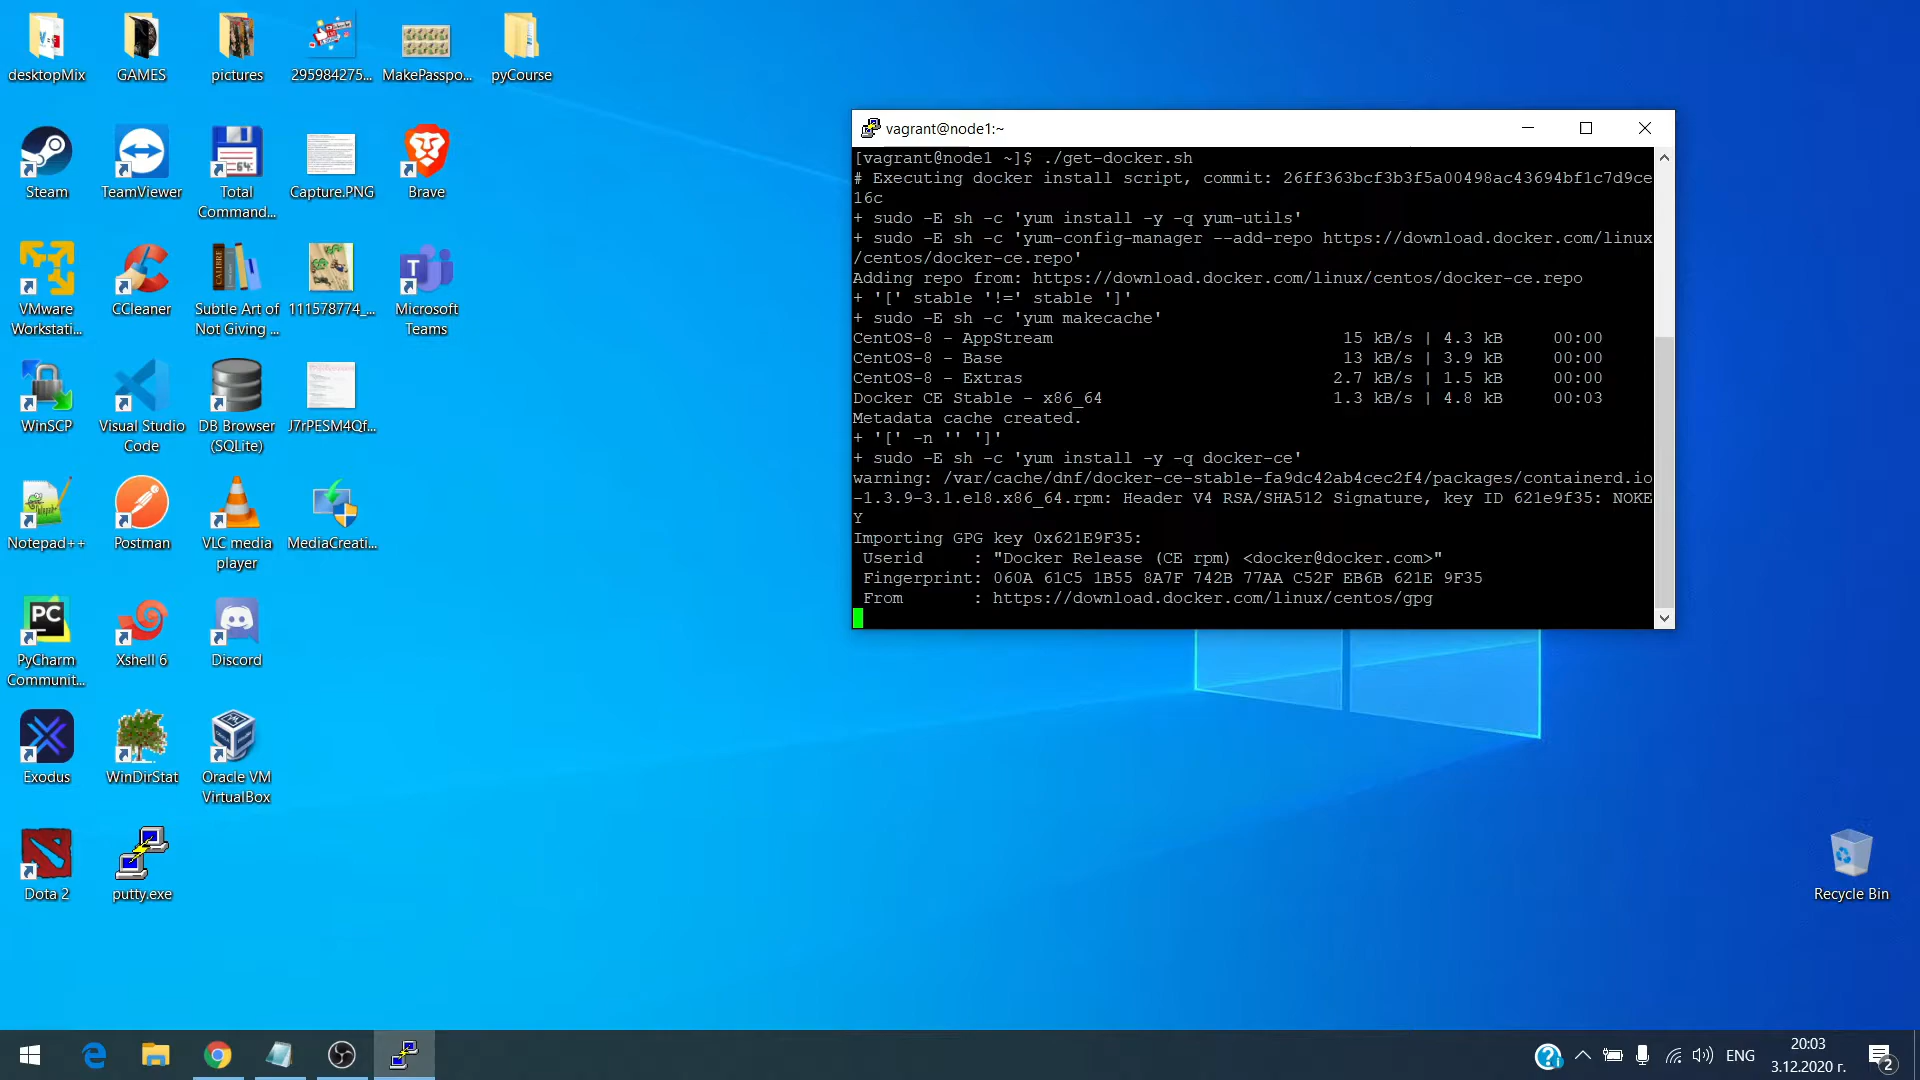 desktopMix
GAMES
pictures
295984275...
MakePasspo...
pyCourse
Steam
TeamViewer
Total
Command...
Capture.PNG
Brave
VMware
Workstati...
CCleaner
Subtle Art of
Not Giving ...
111578774_...
Microsoft
Teams
WinSCP
Visual Studio
Code
DB Browser
(SQLite)
J7rPESM4Qf...
Notepad++
Postman
VLC media
player
MediaCreati...
PyCharm
Communit...
Xshell 6
Discord
Exodus
WinDirStat
Oracle VM
VirtualBox
Dota 2
putty.exe
vagrant@node1:~
[vagrant@node1 ~]$ ./get-docker.sh
# Executing docker install script, commit: 26ff363bcf3b3f5a00498ac43694bf1c7d9ce
16c
+ sudo -E sh -c 'yum install -y -q yum-utils'
+ sudo -E sh -c 'yum-config-manager --add-repo https://download.docker.com/linux
/centos/docker-ce.repo'
Adding repo from: https://download.docker.com/linux/centos/docker-ce.repo
+ '[' stable '!=' stable ']'
+ sudo -E sh -c 'yum makecache'
CentOS-8 - AppStream 15 kB/s | 4.3 kB 00:00
CentOS-8 - Base 13 kB/s | 3.9 kB 00:00
CentOS-8 - Extras 2.7 kB/s | 1.5 kB 00:00
Docker CE Stable - x86_64 1.3 kB/s | 4.8 kB 00:03
Metadata cache created.
+ '[' -n '' ']'
+ sudo -E sh -c 'yum install -y -q docker-ce'
warning: /var/cache/dnf/docker-ce-stable-fa9dc42ab4cec2f4/packages/containerd.io
-1.3.9-3.1.el8.x86_64.rpm: Header V4 RSA/SHA512 Signature, key ID 621e9f35: NOKE
Y
Importing GPG key 0x621E9F35:
Userid : "Docker Release (CE rpm) <docker@docker.com>"
Fingerprint: 060A 61C5 1B55 8A7F 742B 77AA C52F EB6B 621E 9F35
From : https://download.docker.com/linux/centos/gpg
Recycle Bin
ENG
20:03
3.12.2020 г.
2